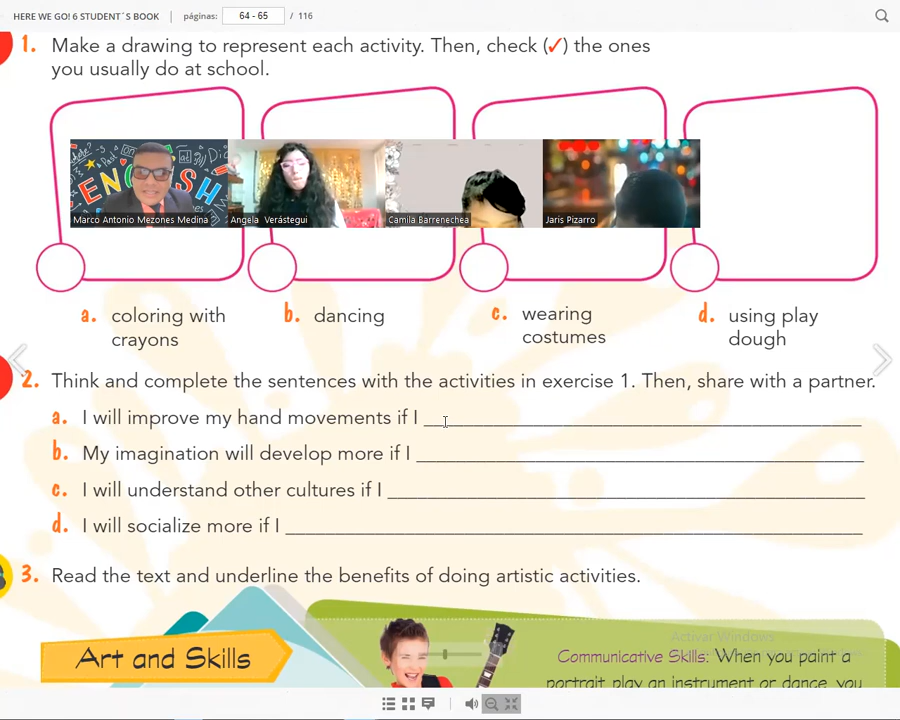 HERE WE GO! 6 STUDENT´S BOOK | páginas: 64 - 65 / 116
1. Make a drawing to represent each activity. Then, check (✓) the ones
you usually do at school.
ENGLISH
Marco Antonio Mezones Medina
Angela Verástegui
Camila Barrenechea
Jaris Pizarro
a. coloring with
crayons
b. dancing
c. wearing
costumes
d. using play
dough
2. Think and complete the sentences with the activities in exercise 1. Then, share with a partner.
a. I will improve my hand movements if I
b. My imagination will develop more if I
c. I will understand other cultures if I
d. I will socialize more if I
3. Read the text and underline the benefits of doing artistic activities.
Art and Skills
Activar Windows
Communicative Skills: When you paint a
portrait, play an instrument or dance, you